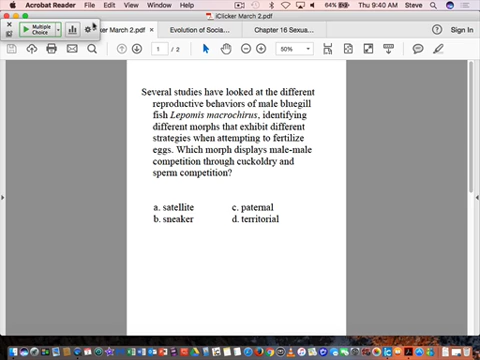 Acrobat Reader File Edit View Window Help Thu 9:40 AM Steve
iClicker March 2.pdf
Multiple Choice
March 2.pdf Evolution of Socia... Chapter 16 Sexua... Sign In
1 / 2 50%
Several studies have looked at the different
reproductive behaviors of male bluegill
fish Lepomis macrochirus, identifying
different morphs that exhibit different
strategies when attempting to fertilize
eggs. Which morph displays male-male
competition through cuckoldry and
sperm competition?
a. satellite c. paternal
b. sneaker d. territorial